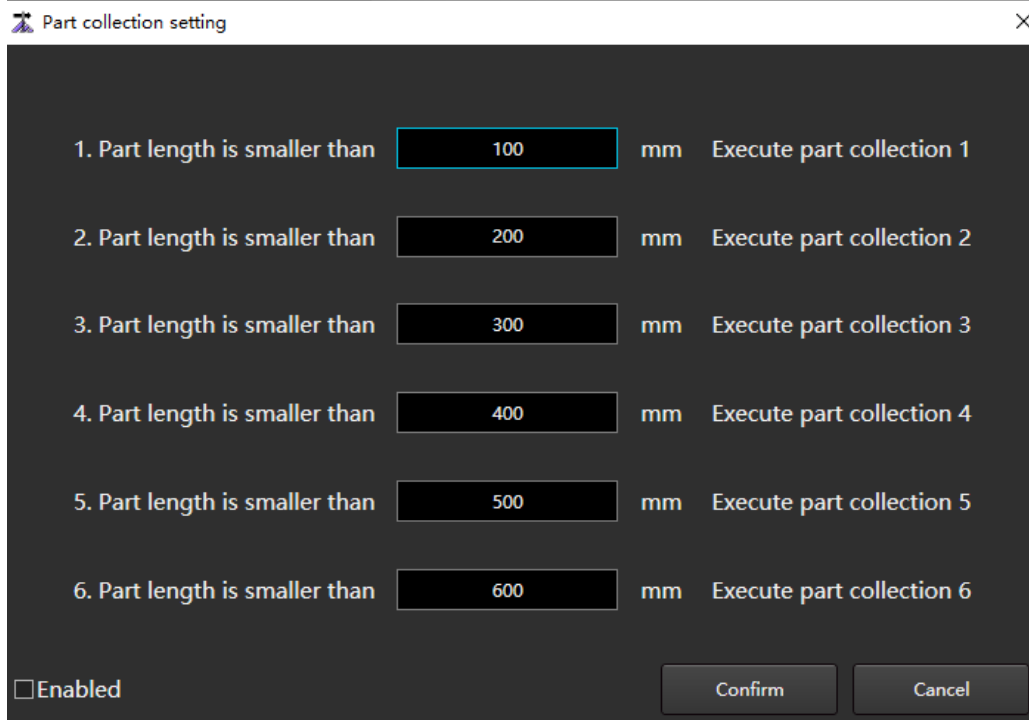 Part collection setting
1. Part length is smaller than 100 mm Execute part collection 1
2. Part length is smaller than 200 mm Execute part collection 2
3. Part length is smaller than 300 mm Execute part collection 3
4. Part length is smaller than 400 mm Execute part collection 4
5. Part length is smaller than 500 mm Execute part collection 5
6. Part length is smaller than 600 mm Execute part collection 6
Enabled Confirm Cancel